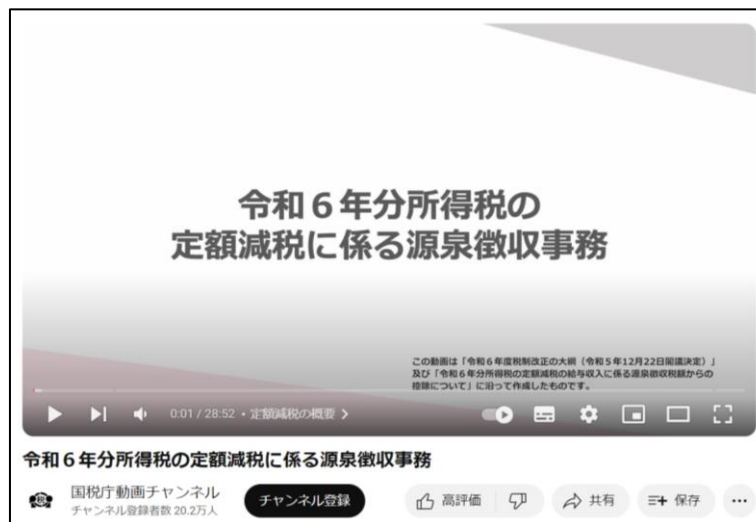 令和６年分所得税の
定額減税に係る源泉徴収事務
この動画は「令和６年度税制改正の大綱（令和５年12月22日閣議決定）」
及び「令和６年分所得税の定額減税の給与収入に係る源泉徴収税額からの
控除について」に沿って作成したものです。
0:01 / 28:52 • 定額減税の概要
令和６年分所得税の定額減税に係る源泉徴収事務
国税庁動画チャンネル
チャンネル登録者数 20.2万人
チャンネル登録
高評価
共有
保存